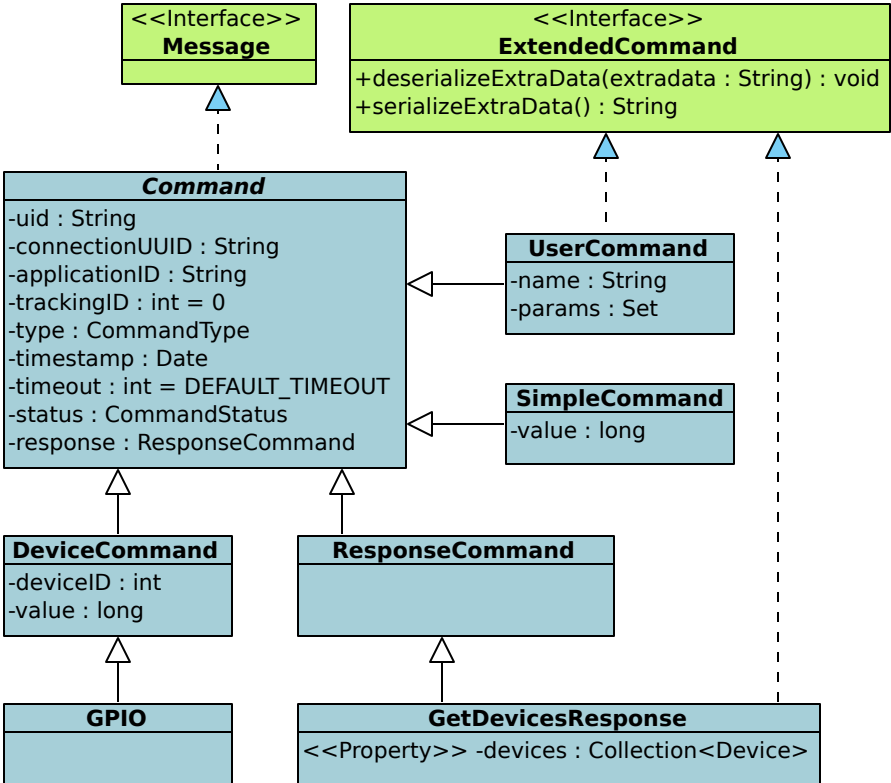 <<Interface>>
Message
<<Interface>>
ExtendedCommand
+deserializeExtraData(extradata : String) : void
+serializeExtraData() : String
Command
-uid : String
-connectionUUID : String
-applicationID : String
-trackingID : int = 0
-type : CommandType
-timestamp : Date
-timeout : int = DEFAULT_TIMEOUT
-status : CommandStatus
-response : ResponseCommand
UserCommand
-name : String
-params : Set
SimpleCommand
-value : long
DeviceCommand
-deviceID : int
-value : long
ResponseCommand
GPIO
GetDevicesResponse
<<Property>> -devices : Collection<Device>